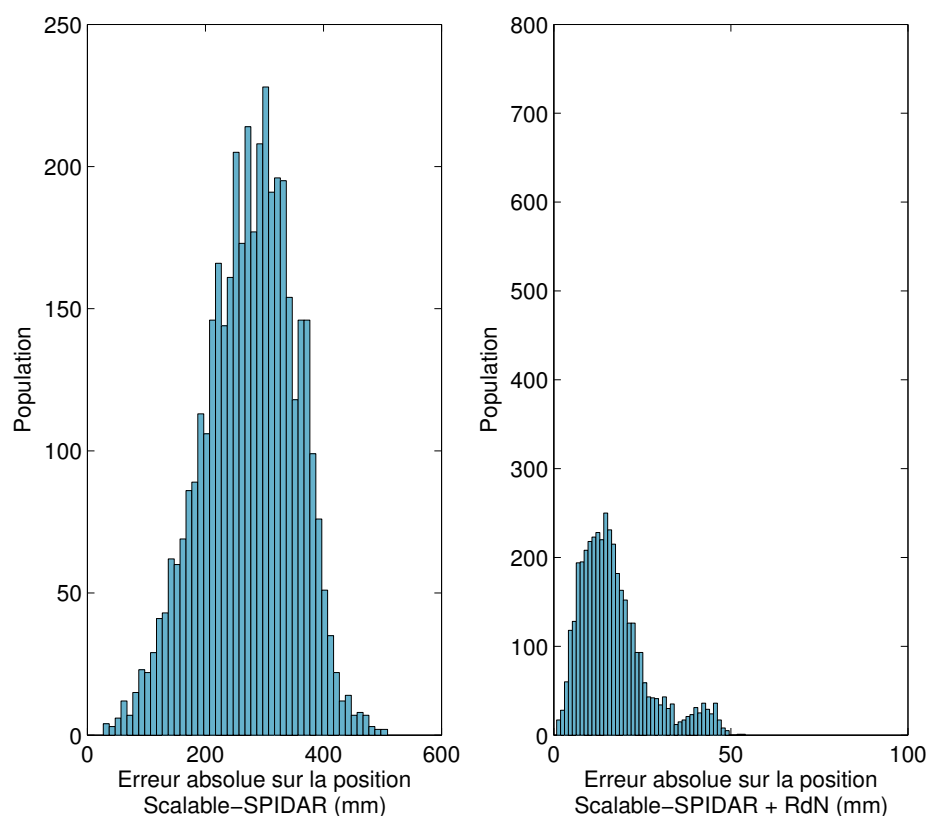 250
200
150
100
50
0
Population
0 200 400 600
Erreur absolue sur la position
Scalable−SPIDAR (mm)
800
700
600
500
400
300
200
100
0
Population
0 50 100
Erreur absolue sur la position
Scalable−SPIDAR + RdN (mm)